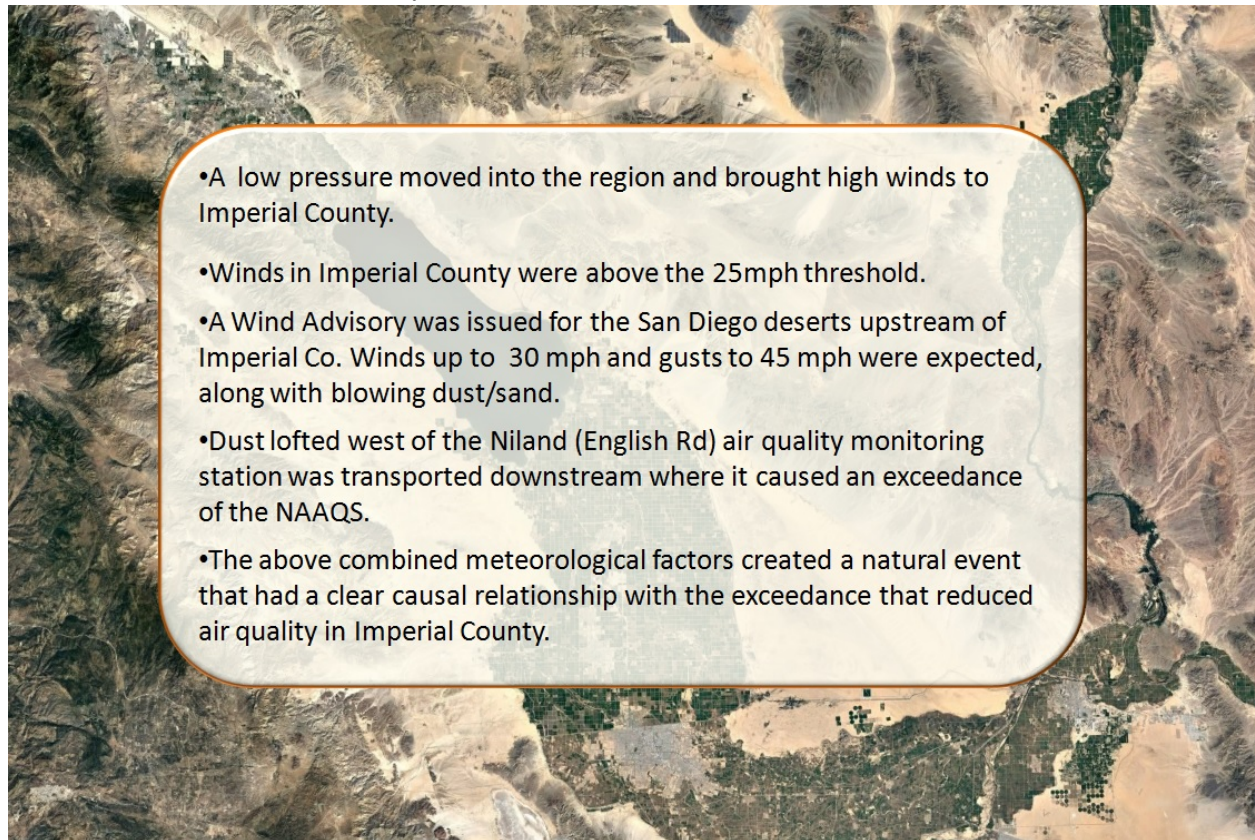 •A low pressure moved into the region and brought high winds to
Imperial County.
•Winds in Imperial County were above the 25mph threshold.
•A Wind Advisory was issued for the San Diego deserts upstream of
Imperial Co. Winds up to 30 mph and gusts to 45 mph were expected,
along with blowing dust/sand.
•Dust lofted west of the Niland (English Rd) air quality monitoring
station was transported downstream where it caused an exceedance
of the NAAQS.
•The above combined meteorological factors created a natural event
that had a clear causal relationship with the exceedance that reduced
air quality in Imperial County.